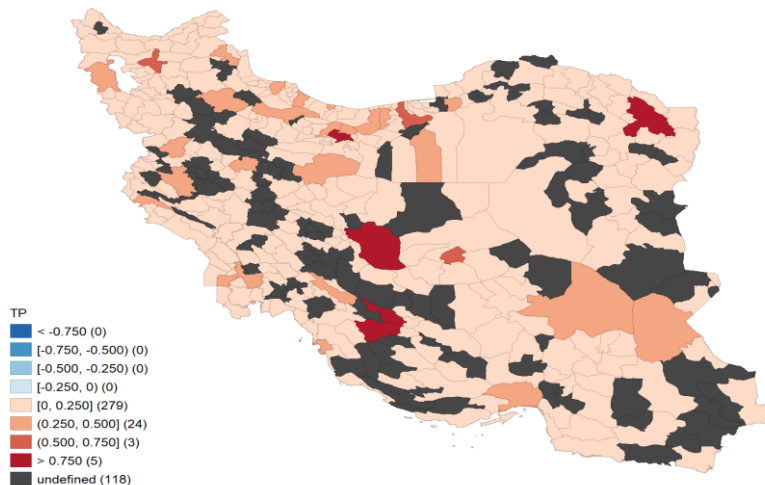 TP
< -0.750 (0)
[-0.750, -0.500) (0)
[-0.500, -0.250) (0)
[-0.250, 0) (0)
[0, 0.250] (279)
(0.250, 0.500] (24)
(0.500, 0.750] (3)
> 0.750 (5)
undefined (118)